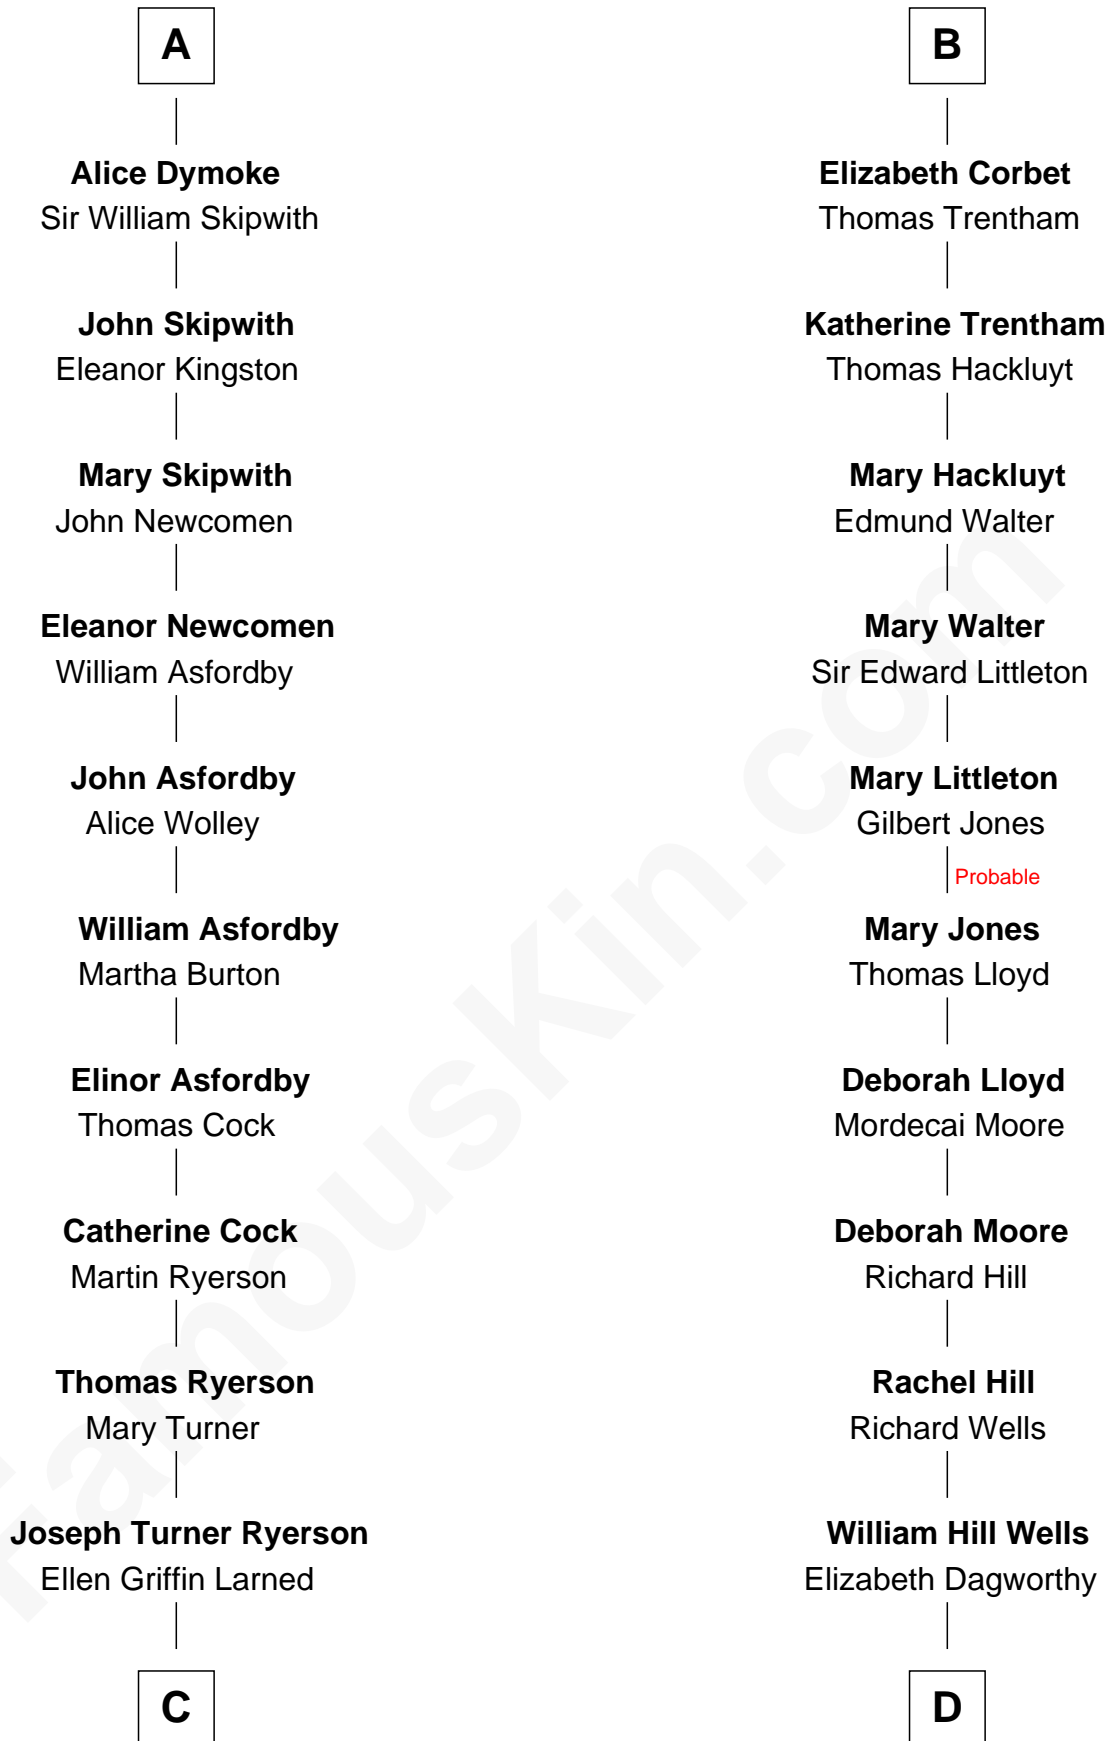 A
Alice Dymoke
Sir William Skipwith
John Skipwith
Eleanor Kingston
Mary Skipwith
John Newcomen
Eleanor Newcomen
William Asfordby
John Asfordby
Alice Wolley
William Asfordby
Martha Burton
Elinor Asfordby
Thomas Cock
Catherine Cock
Martin Ryerson
Thomas Ryerson
Mary Turner
Joseph Turner Ryerson
Ellen Griffin Larned
C
B
Elizabeth Corbet
Thomas Trentham
Katherine Trentham
Thomas Hackluyt
Mary Hackluyt
Edmund Walter
Mary Walter
Sir Edward Littleton
Mary Littleton
Gilbert Jones
Probable
Mary Jones
Thomas Lloyd
Deborah Lloyd
Mordecai Moore
Deborah Moore
Richard Hill
Rachel Hill
Richard Wells
William Hill Wells
Elizabeth Dagworthy
D
FamousKin.com